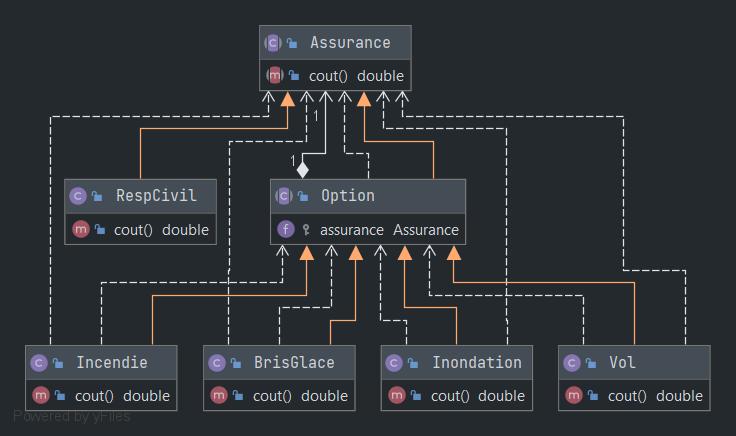 Assurance
cout() double
1
1
RespCivil
cout() double
Option
assurance Assurance
Incendie
cout() double
BrisGlace
cout() double
Inondation
cout() double
Vol
cout() double
Powered by yFiles